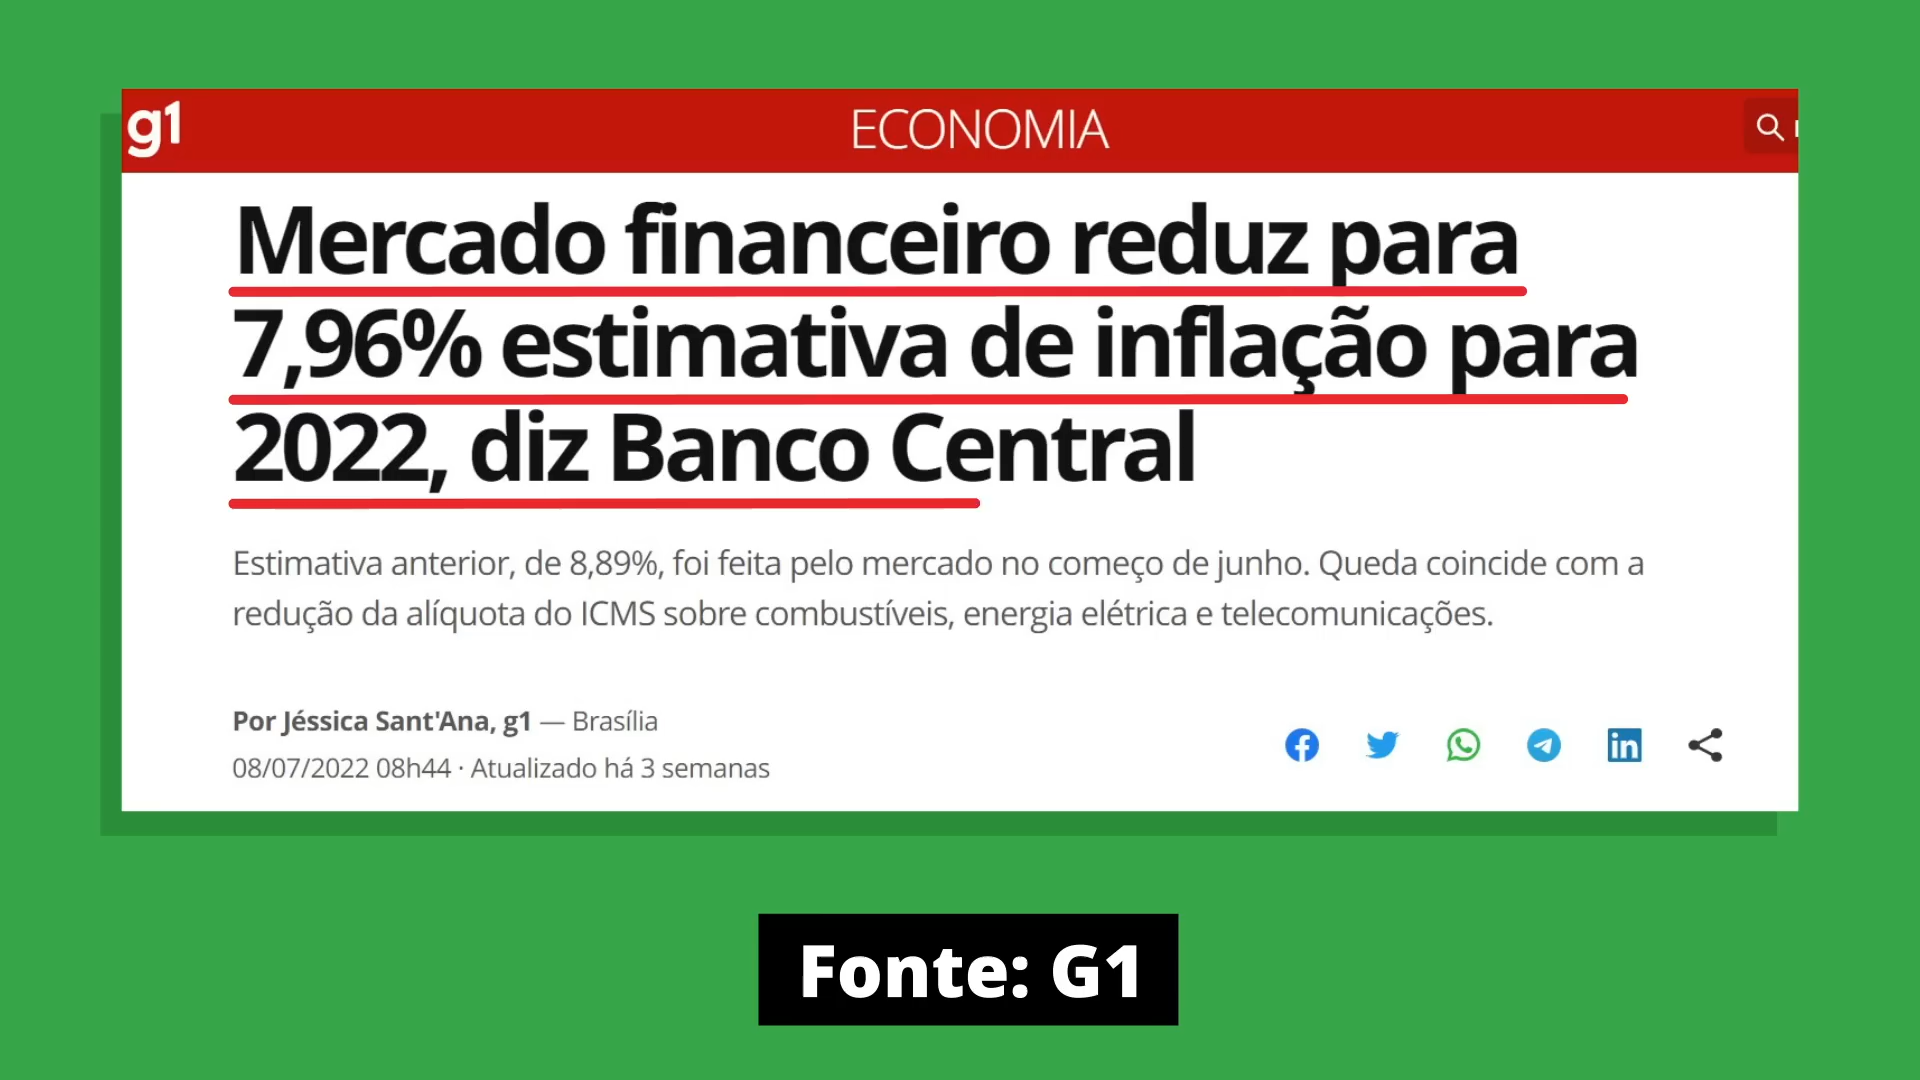 g1
ECONOMIA
Mercado financeiro reduz para
7,96% estimativa de inflação para
2022, diz Banco Central
Estimativa anterior, de 8,89%, foi feita pelo mercado no começo de junho. Queda coincide com a
redução da alíquota do ICMS sobre combustíveis, energia elétrica e telecomunicações.
Por Jéssica Sant'Ana, g1 — Brasília
08/07/2022 08h44 · Atualizado há 3 semanas
Fonte: G1